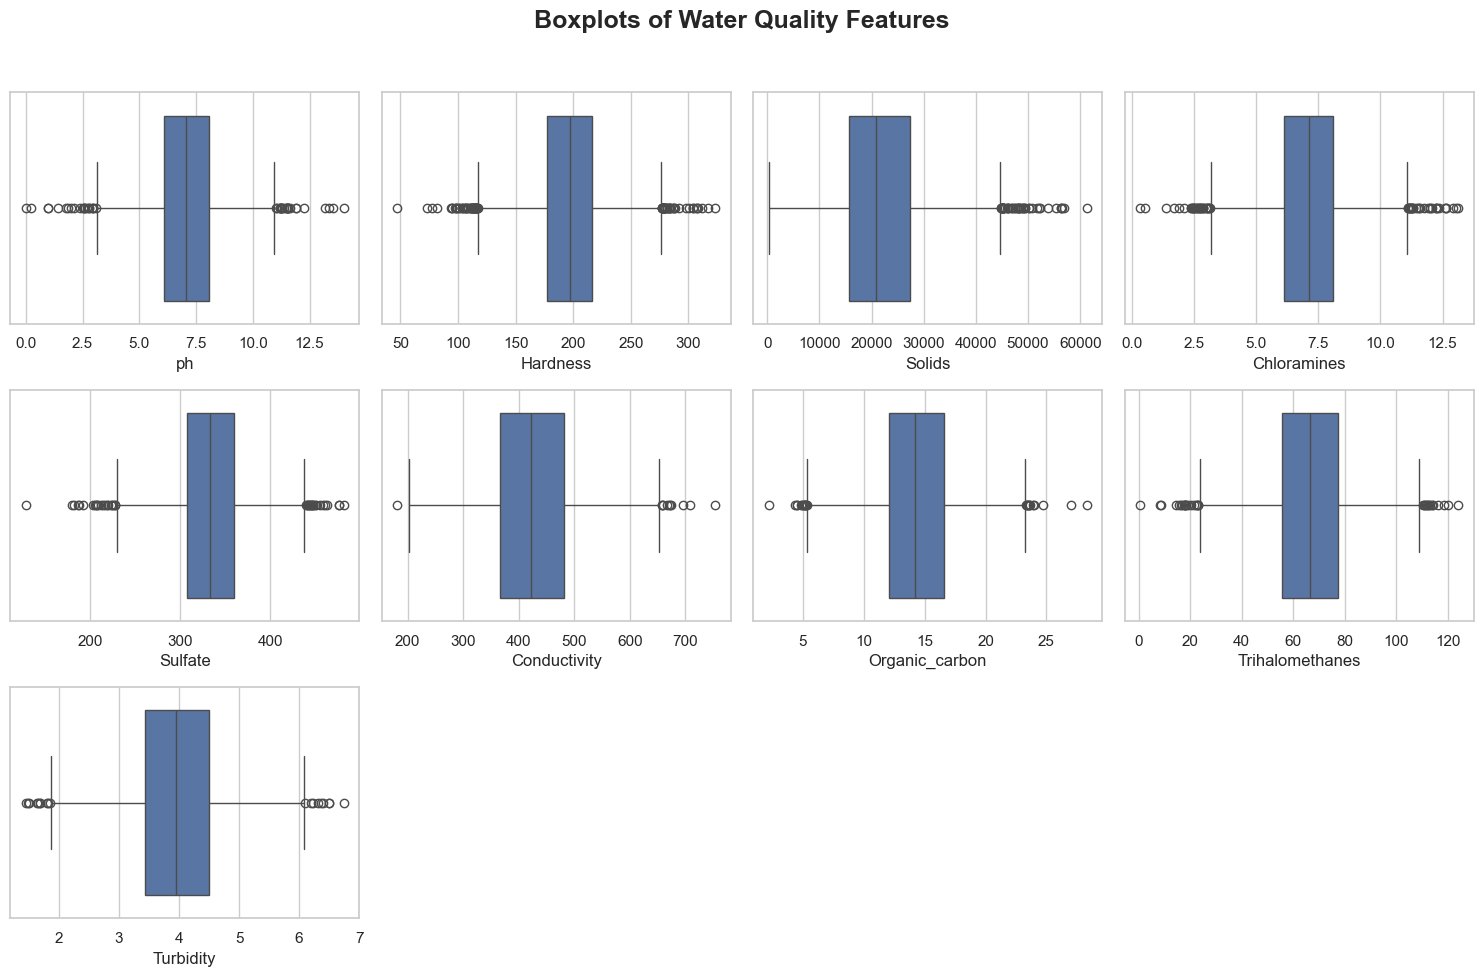 Boxplots of Water Quality Features
0.0 2.5 5.0 7.5 10.0 12.5
ph
50 100 150 200 250 300
Hardness
0 10000 20000 30000 40000 50000 60000
Solids
0.0 2.5 5.0 7.5 10.0 12.5
Chloramines
200 300 400
Sulfate
200 300 400 500 600 700
Conductivity
5 10 15 20 25
Organic_carbon
0 20 40 60 80 100 120
Trihalomethanes
2 3 4 5 6 7
Turbidity